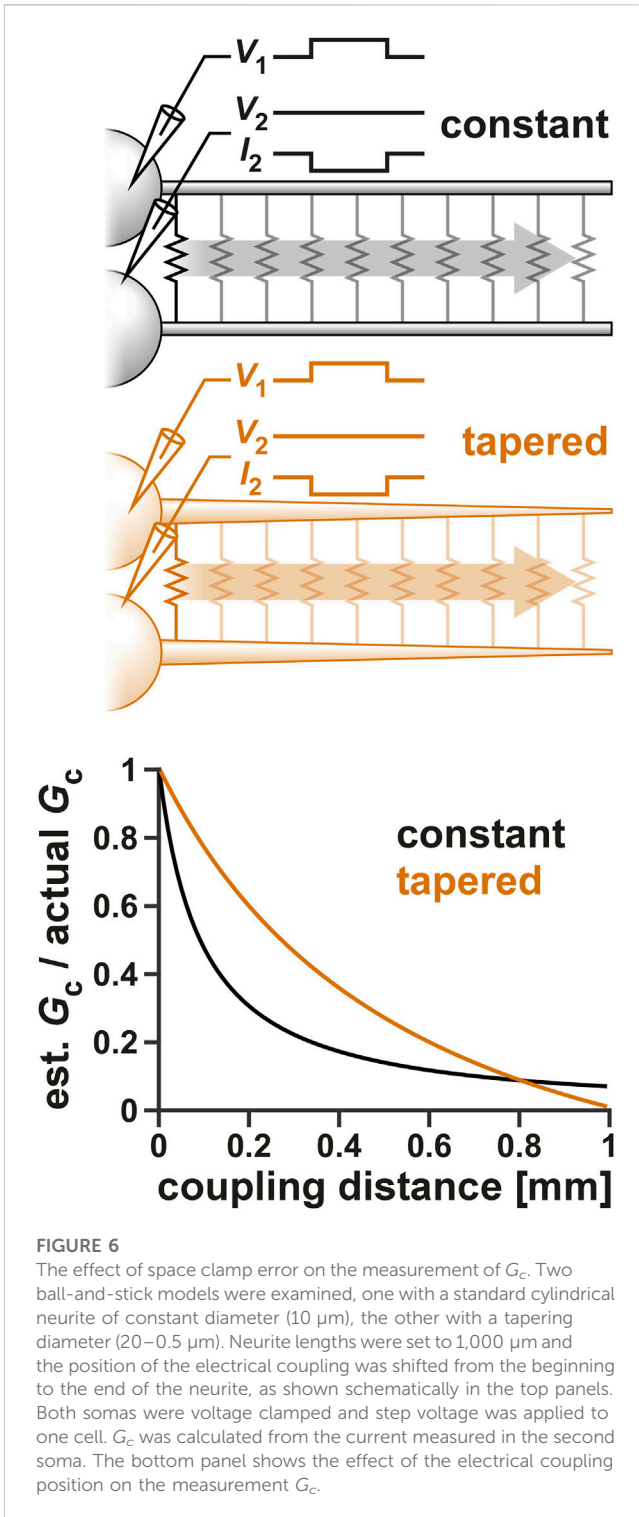 V₁
V₂
constant
I₂
V₁
V₂
tapered
I₂
1
constant
tapered
0.8
0.6
0.4
0.2
0
est. Gc / actual Gc
0 0.2 0.4 0.6 0.8 1
coupling distance [mm]
FIGURE 6
The effect of space clamp error on the measurement of Gc. Two
ball-and-stick models were examined, one with a standard cylindrical
neurite of constant diameter (10 µm), the other with a tapering
diameter (20–0.5 µm). Neurite lengths were set to 1,000 µm and
the position of the electrical coupling was shifted from the beginning
to the end of the neurite, as shown schematically in the top panels.
Both somas were voltage clamped and step voltage was applied to
one cell. Gc was calculated from the current measured in the second
soma. The bottom panel shows the effect of the electrical coupling
position on the measurement Gc.